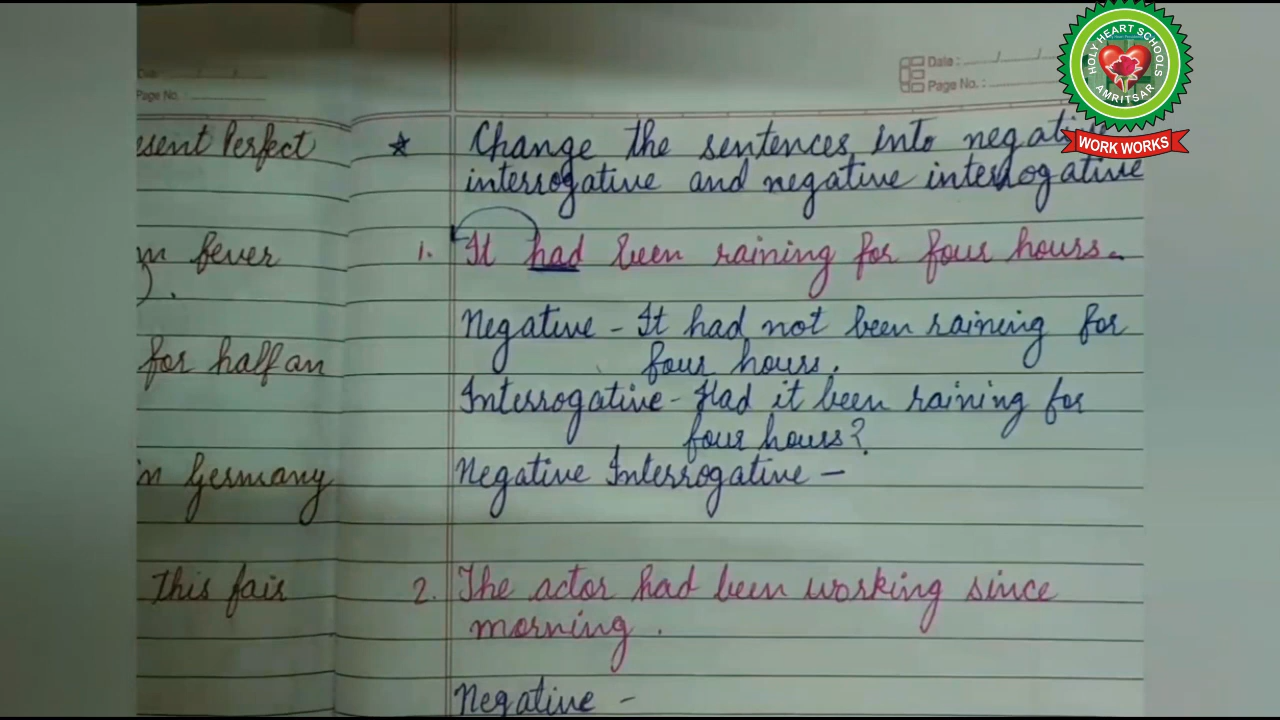 Page No.
Date : / /
Page No. :
HOLY HEART SCHOOLS
AMRITSAR
WORK WORKS
Perfect
fever
for half an
in Germany
This fair
Change the sentences into
interrogative and negative interrogative
1. It had been raining for four hours.
Negative - It had not been raining for
four hours.
Interrogative - Had it been raining for
four hours?
Negative Interrogative -
2. The actor had been working since
morning.
Negative -